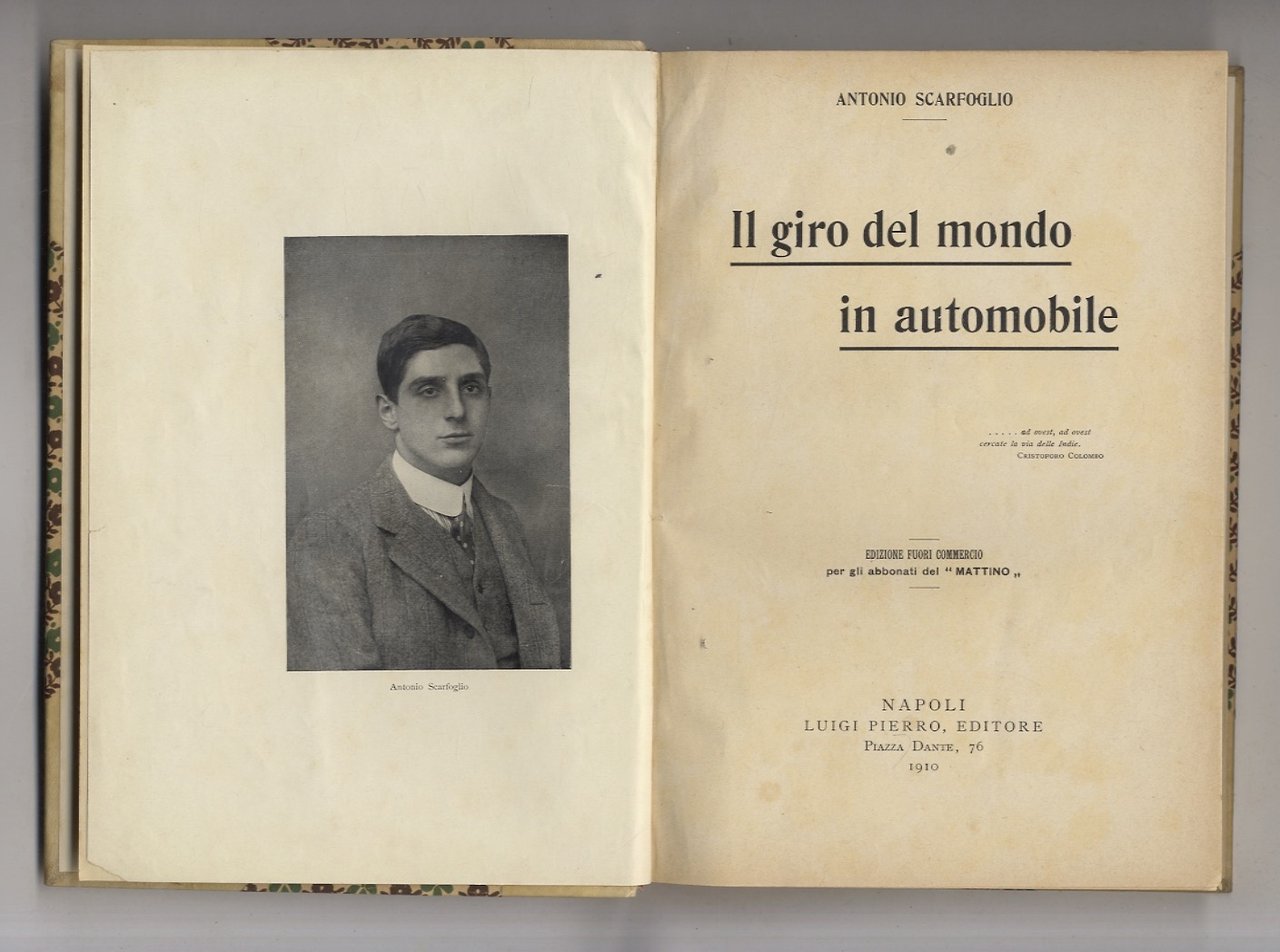 Antonio Scarfoglio
ANTONIO SCARFOGLIO
Il giro del mondo
in automobile
. . . . . ad ovest, ad ovest
cercate la via delle Indie.
CRISTOFORO COLOMBO
EDIZIONE FUORI COMMERCIO
per gli abbonati del “ MATTINO „
NAPOLI
LUIGI PIERRO, EDITORE
PIAZZA DANTE, 76
1910